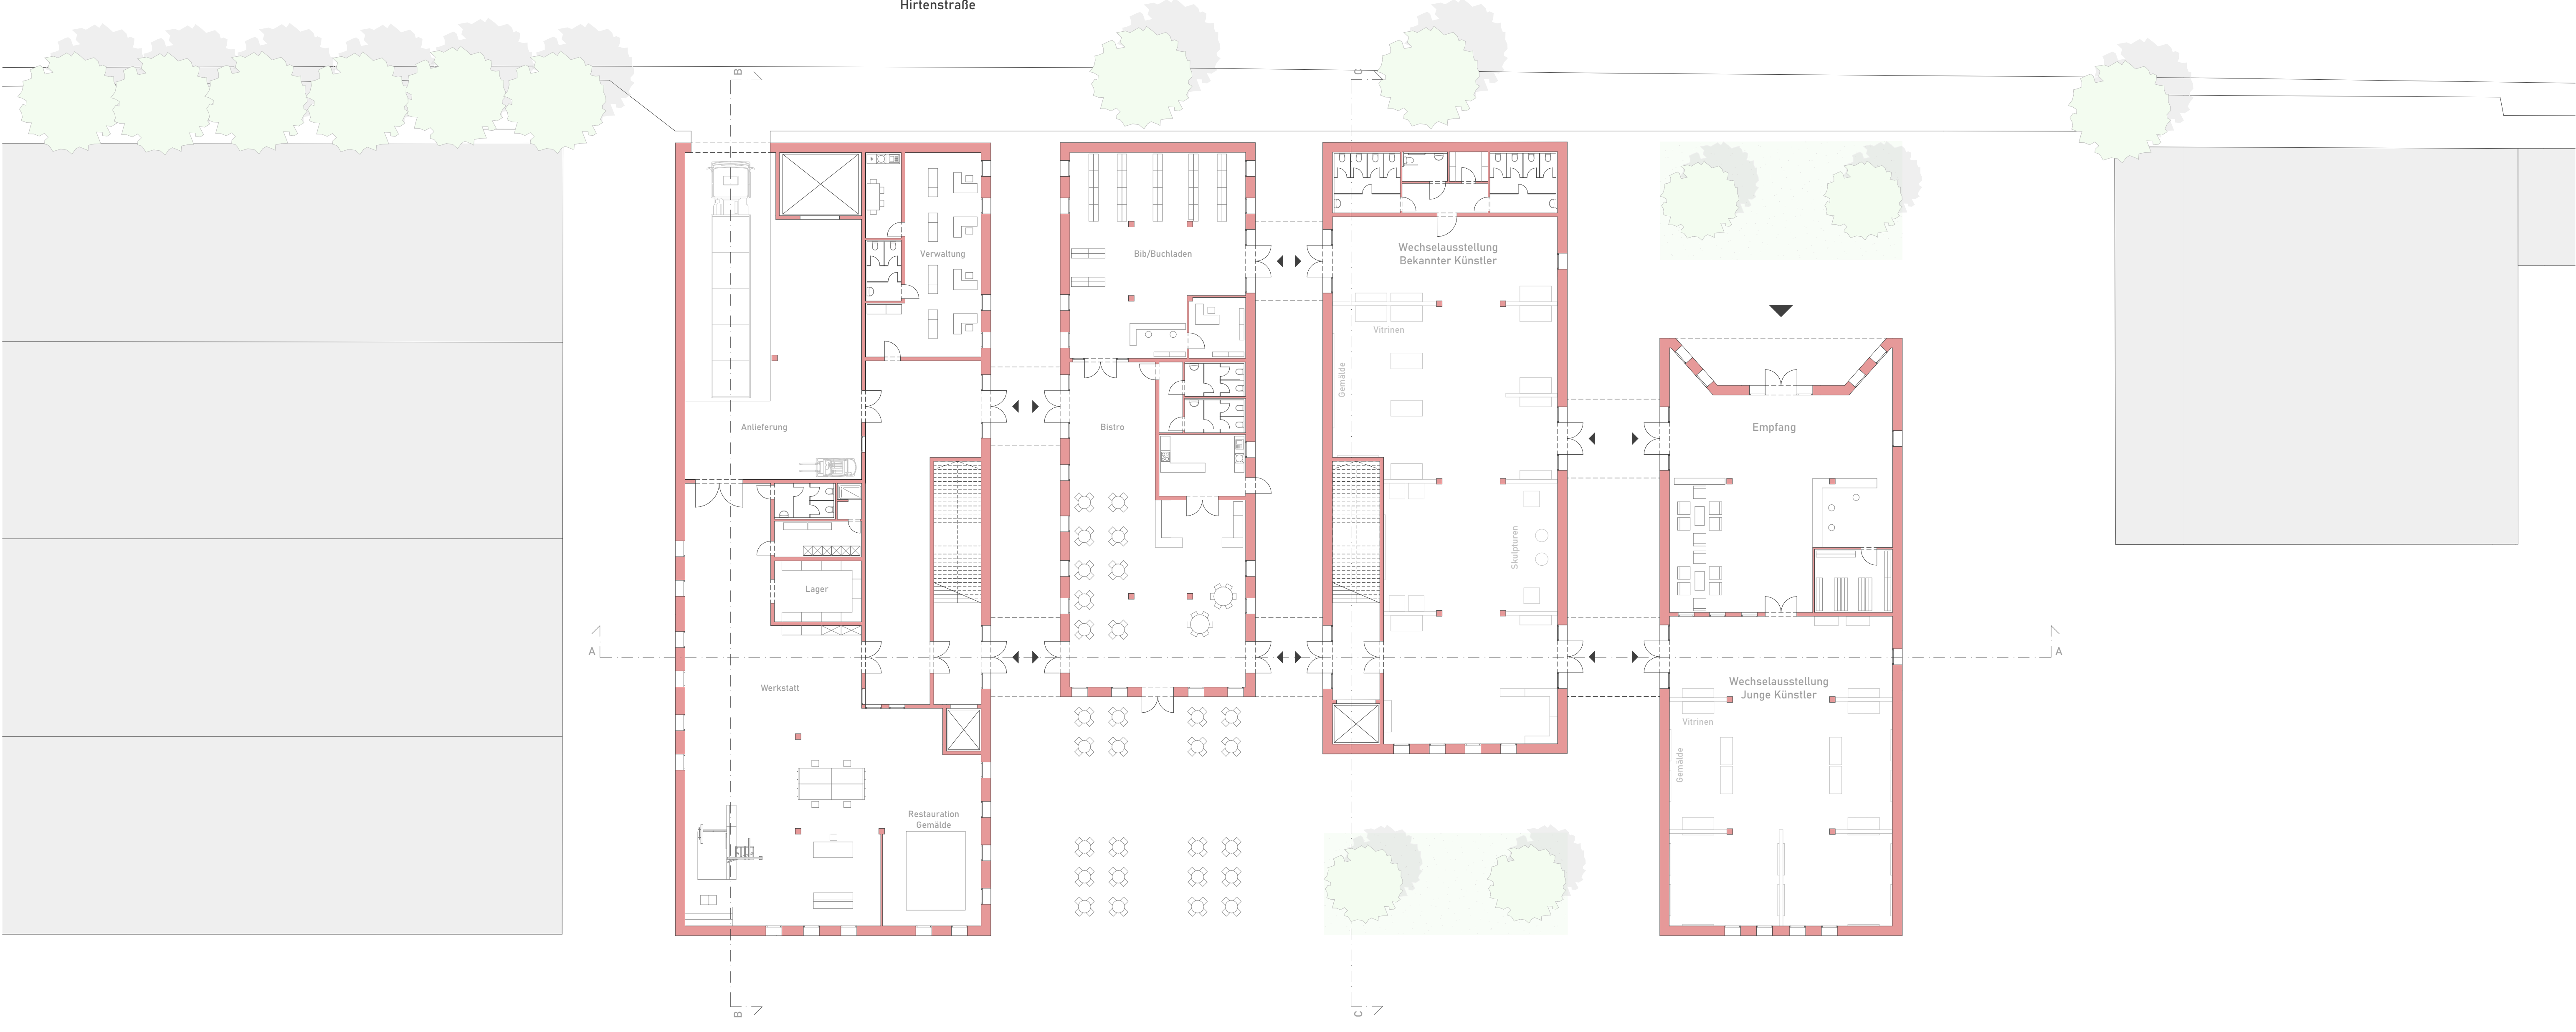 Hirtenstraße
B
C
Verwaltung
Bib/Buchladen
Wechselausstellung
Bekannter Künstler
Vitrinen
Gemälde
Anlieferung
Bistro
Empfang
Skulpturen
Lager
A
A
Werkstatt
Wechselausstellung
Junge Künstler
Vitrinen
Gemälde
Restauration
Gemälde
B
C